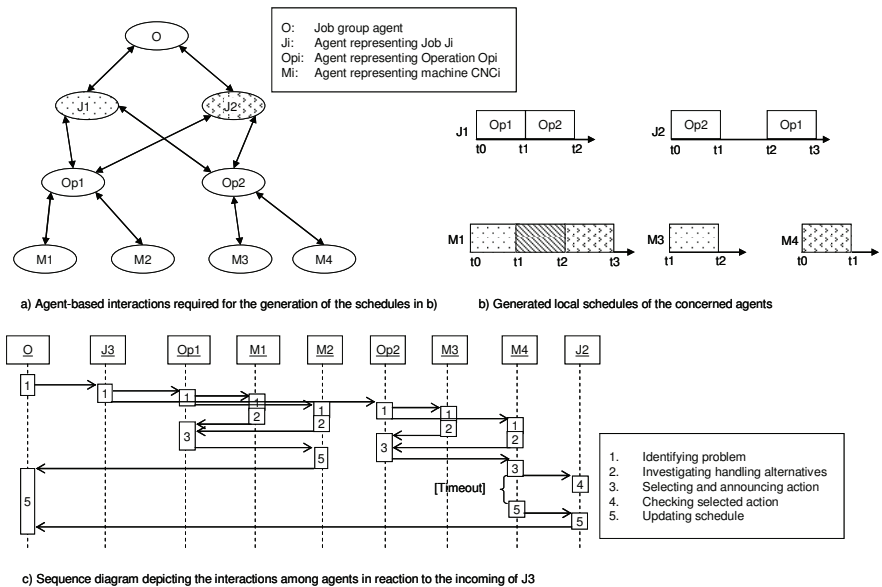 O
O: Job group agent
Ji: Agent representing Job Ji
Opi: Agent representing Operation Opi
Mi: Agent representing machine CNCi
J1
J2
Op1
Op2
M1
M2
M3
M4
J1
Op1
Op2
t0
t1
t2
J2
Op2
Op1
t0
t1
t2
t3
M1
t0
t1
t2
t3
M3
t1
t2
M4
t0
t1
a) Agent-based interactions required for the generation of the schedules in b)
b) Generated local schedules of the concerned agents
O
J3
Op1
M1
M2
Op2
M3
M4
J2
1
1
1
1
1
1
1
1
2
2
2
2
3
3
5
3
4
5
[Timeout]
5
5
1. Identifying problem
2. Investigating handling alternatives
3. Selecting and announcing action
4. Checking selected action
5. Updating schedule
c) Sequence diagram depicting the interactions among agents in reaction to the incoming of J3